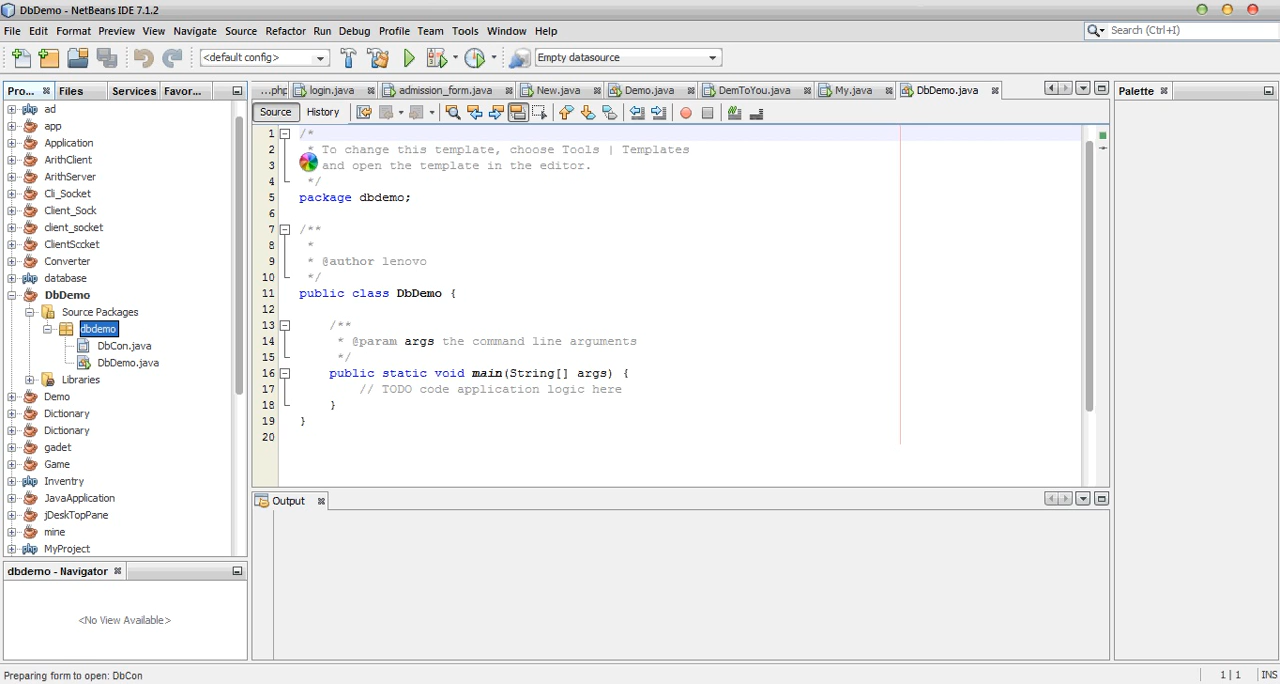 DbDemo - NetBeans IDE 7.1.2
File Edit Format Preview View Navigate Source Refactor Run Debug Profile Team Tools Window Help
Search (Ctrl+I)
<default config>
Empty datasource
Pro... Files Services Favor...
...php login.java admission_form.java New.java Demo.java DemToYou.java My.java DbDemo.java
Palette
Source History
ad
app
Application
ArithClient
ArithServer
Cli_Socket
Client_Sock
client_socket
ClientSccket
Converter
database
DbDemo
Source Packages
dbdemo
DbCon.java
DbDemo.java
Libraries
Demo
Dictionary
Dictionary
gadet
Game
Inventry
JavaApplication
jDeskTopPane
mine
MyProject
1 /*
2 * To change this template, choose Tools | Templates
3 and open the template in the editor.
4 */
5 package dbdemo;
6
7 /**
8 *
9 * @author lenovo
10 */
11 public class DbDemo {
12
13 /**
14 * @param args the command line arguments
15 */
16 public static void main(String[] args) {
17 // TODO code application logic here
18 }
19 }
20
Output
dbdemo - Navigator
<No View Available>
Preparing form to open: DbCon
1 | 1 INS